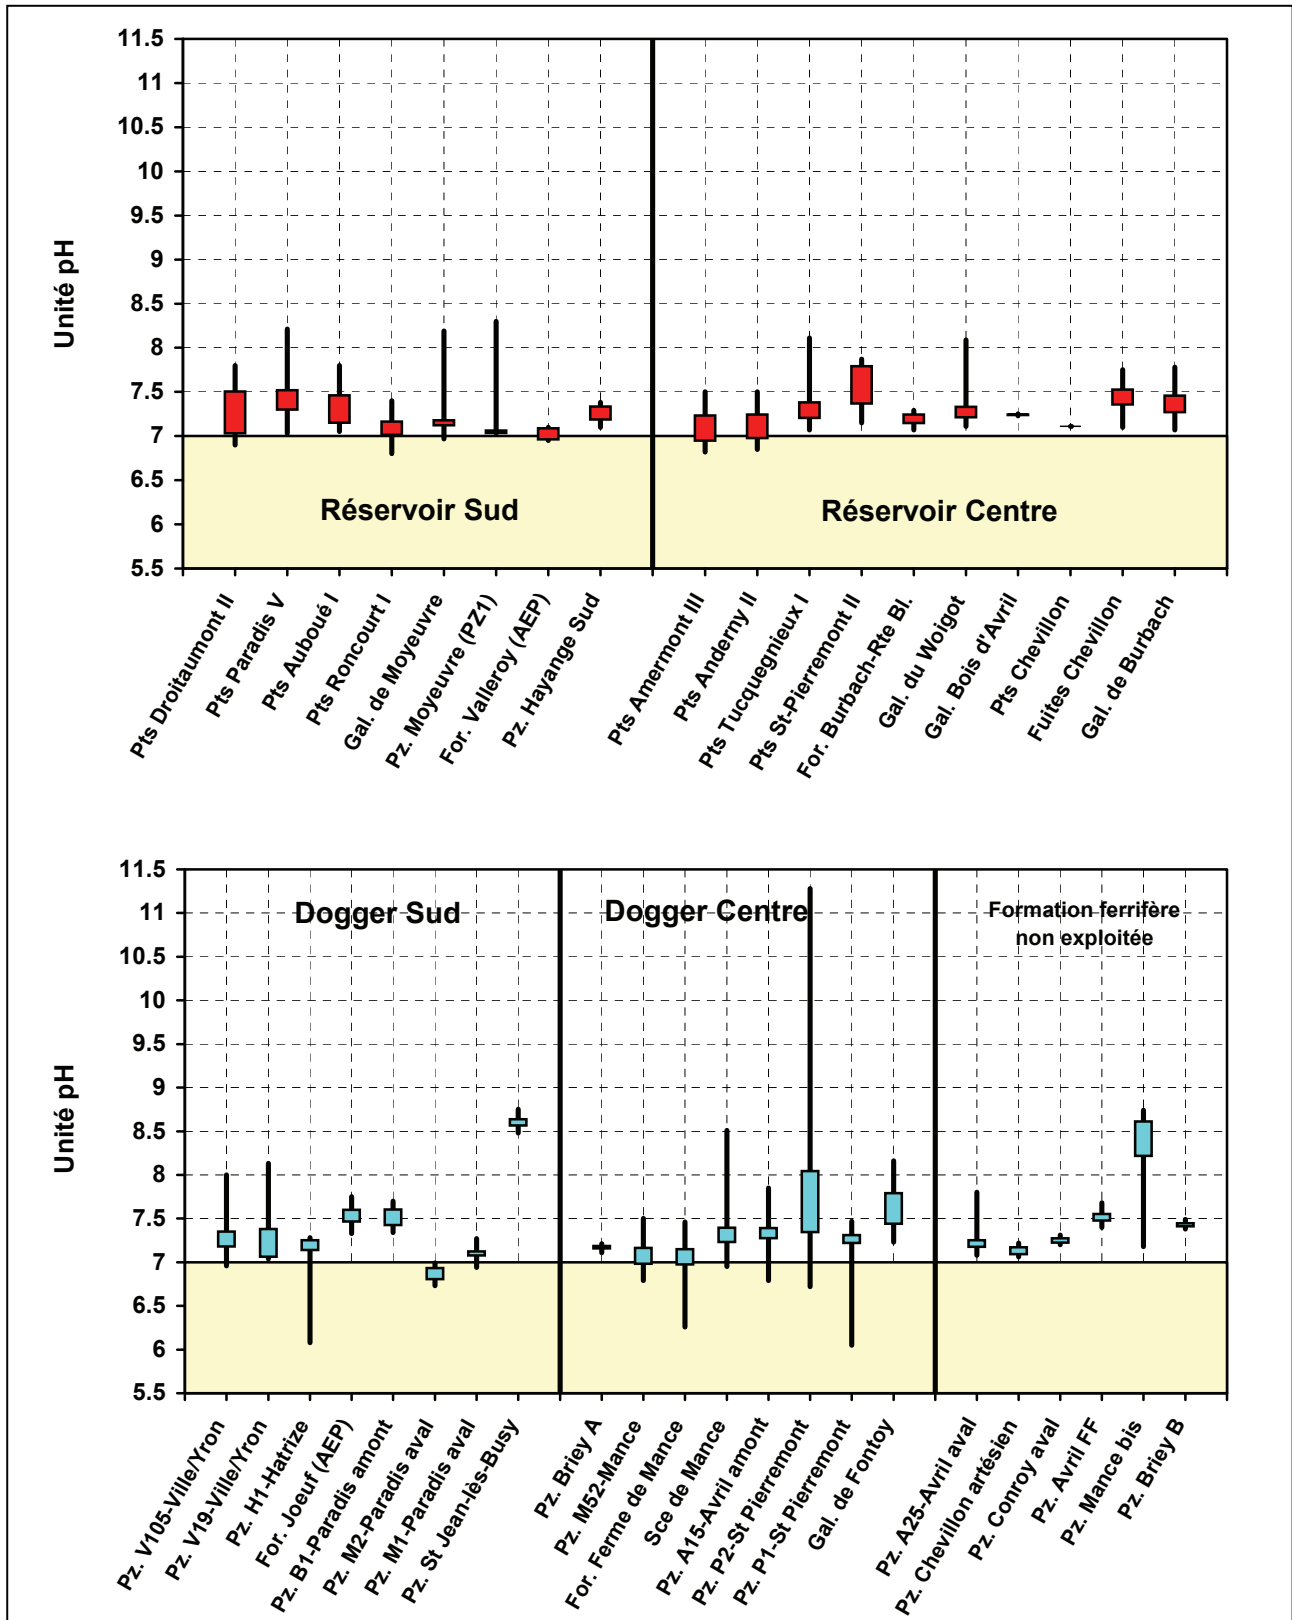 11.5
11
10.5
10
9.5
9
8.5
8
7.5
7
6.5
6
5.5
Unité pH
Réservoir Sud
Réservoir Centre
Pts Droitaumont II
Pts Paradis V
Pts Auboué I
Pts Roncourt I
Gal. de Moyeuvre
Pz. Moyeuvre (PZ1)
For. Valleroy (AEP)
Pz. Hayange Sud
Pts Amermont III
Pts Anderny II
Pts Tucquegnieux I
Pts St-Pierremont II
For. Burbach-Rte Bl.
Gal. du Woigot
Gal. Bois d'Avril
Pts Chevillon
Fuites Chevillon
Gal. de Burbach
11.5
11
10.5
10
9.5
9
8.5
8
7.5
7
6.5
6
5.5
Unité pH
Dogger Sud
Dogger Centre
Formation ferrifère
non exploitée
Pz. V105-Ville/Yron
Pz. V19-Ville/Yron
Pz. H1-Hatrize
For. Joeuf (AEP)
Pz. B1-Paradis amont
Pz. M2-Paradis aval
Pz. M1-Paradis aval
Pz. St Jean-lès-Busy
Pz. Briey A
Pz. M52-Mance
For. Ferme de Mance
Sce de Mance
Pz. A15-Avril amont
Pz. P2-St Pierremont
Pz. P1-St Pierremont
Gal. de Fontoy
Pz. A25-Avril aval
Pz. Chevillon artésien
Pz. Conroy aval
Pz. Avril FF
Pz. Mance bis
Pz. Briey B